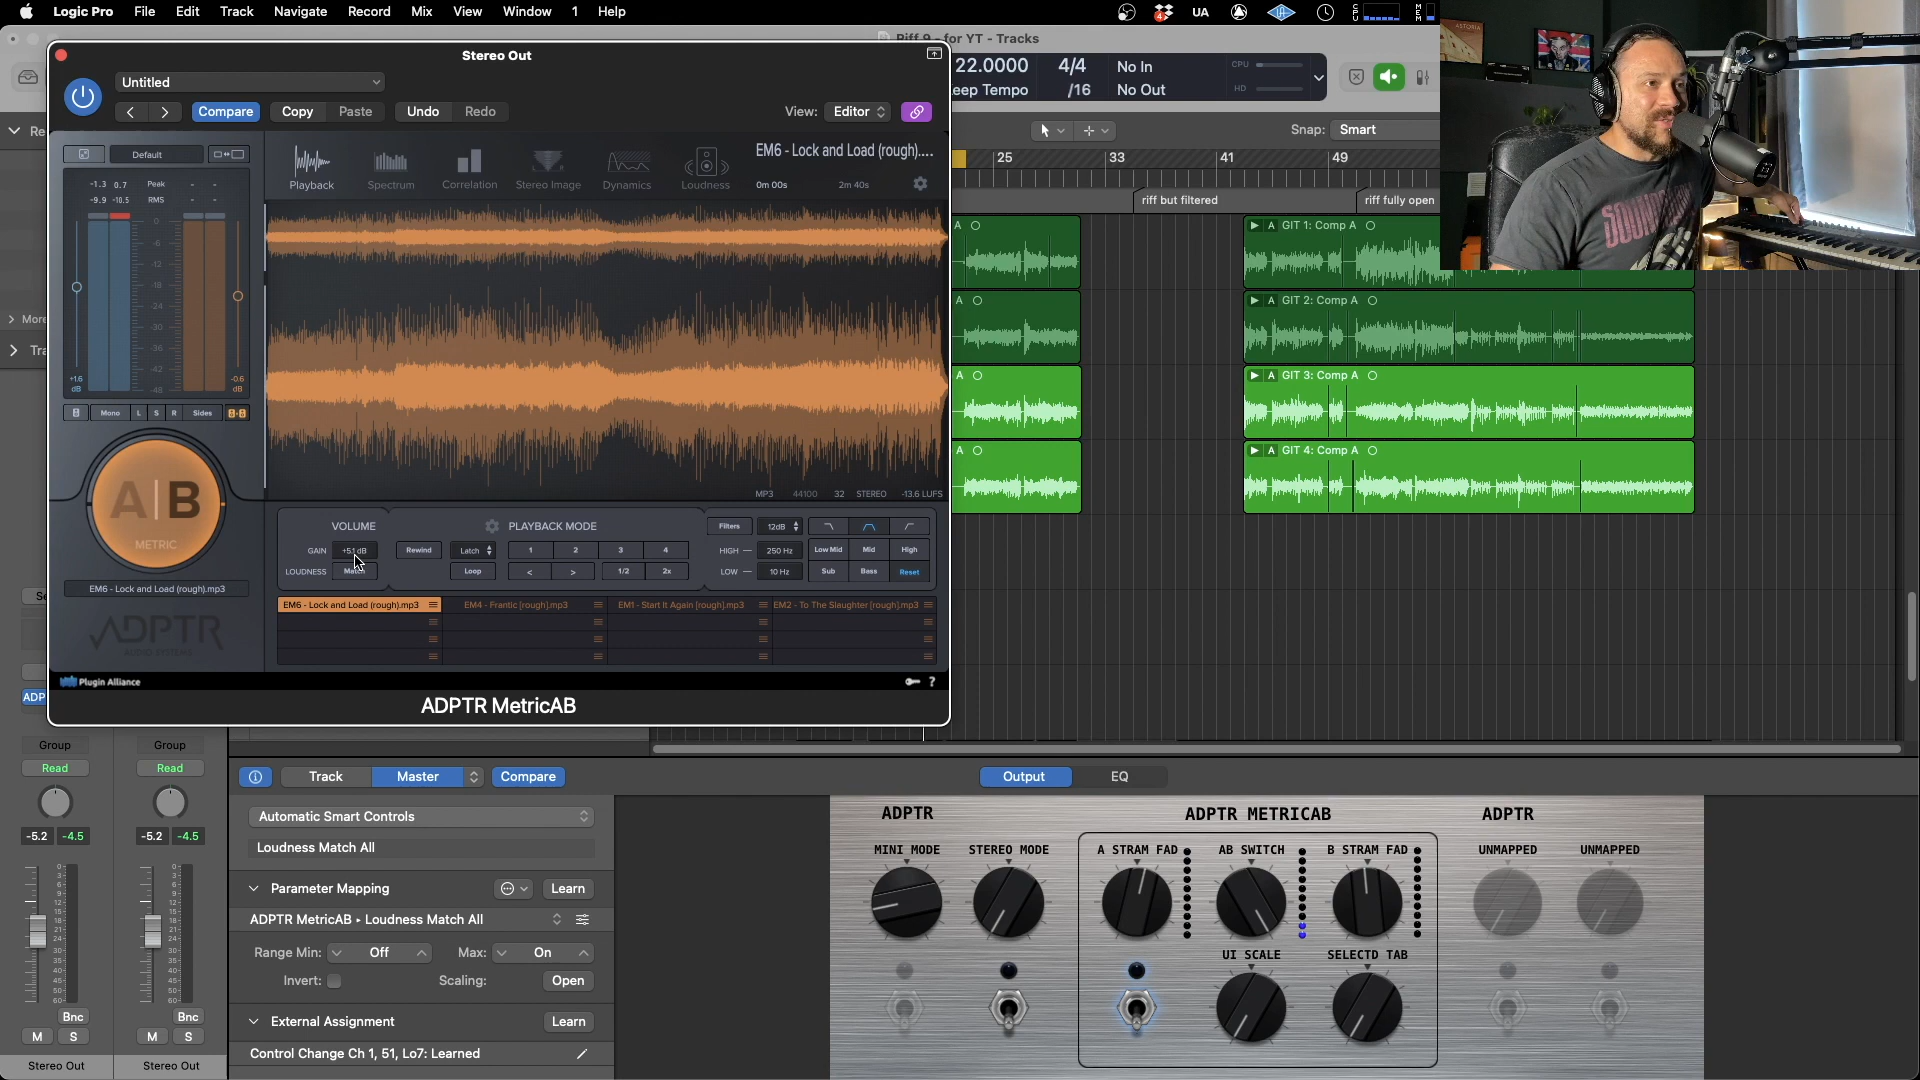 Logic Pro File Edit Track Navigate Record Mix View Window 1 Help
4 UA CPU MEM
Riff 9 - for YT - Tracks
Stereo Out
Untitled
Compare Copy Paste Undo Redo View: Editor
22.0000 4/4 No In CPU
eep Tempo /16 No Out HD
Snap: Smart
25 33 41 49
riff but filtered riff fully open
Re
More
Tra
Default
-1.3 0.7 Peak - -
-9.9 -10.5 RMS - -
0
-6
-12
-18
-24
-30
-36
-42
-48
+1.6 dB
-0.6 dB
Mono L S R Sides
Playback Spectrum Correlation Stereo Image Dynamics Loudness
EM6 - Lock and Load (rough)....
0m 00s 2m 40s
MP3 44100 32 STEREO -13.6 LUFS
A|B
METRIC
EM6 - Lock and Load (rough).mp3
ADPTR
AUDIO SYSTEMS
VOLUME
GAIN +5.1 dB
LOUDNESS Match
PLAYBACK MODE
Rewind Latch 1 2 3 4
Loop < > 1/2 2x
Filters 12dB
HIGH 250 Hz Low Mid Mid High
LOW 10 Hz Sub Bass Reset
EM6 - Lock and Load (rough).mp3 EM4 - Frantic [rough].mp3 EM1 - Start It Again [rough].mp3 EM2 - To The Slaughter [rough].mp3
Plugin Alliance ?
ADPTR MetricAB
A GIT 1: Comp A
A GIT 2: Comp A
A GIT 3: Comp A
A GIT 4: Comp A
A
A
A
A
Se
ADP
Group Group
Read Read
-5.2 -4.5 -5.2 -4.5
Bnc Bnc
M S M S
Stereo Out Stereo Out
Track Master Compare
Output EQ
Automatic Smart Controls
Loudness Match All
Parameter Mapping Learn
ADPTR MetricAB ▸ Loudness Match All
Range Min: Off Max: On
Invert: Scaling: Open
External Assignment Learn
Control Change Ch 1, 51, Lo7: Learned
ADPTR ADPTR METRICAB ADPTR
MINI MODE STEREO MODE A STRAM FAD AB SWITCH B STRAM FAD UNMAPPED UNMAPPED
UI SCALE SELECTD TAB